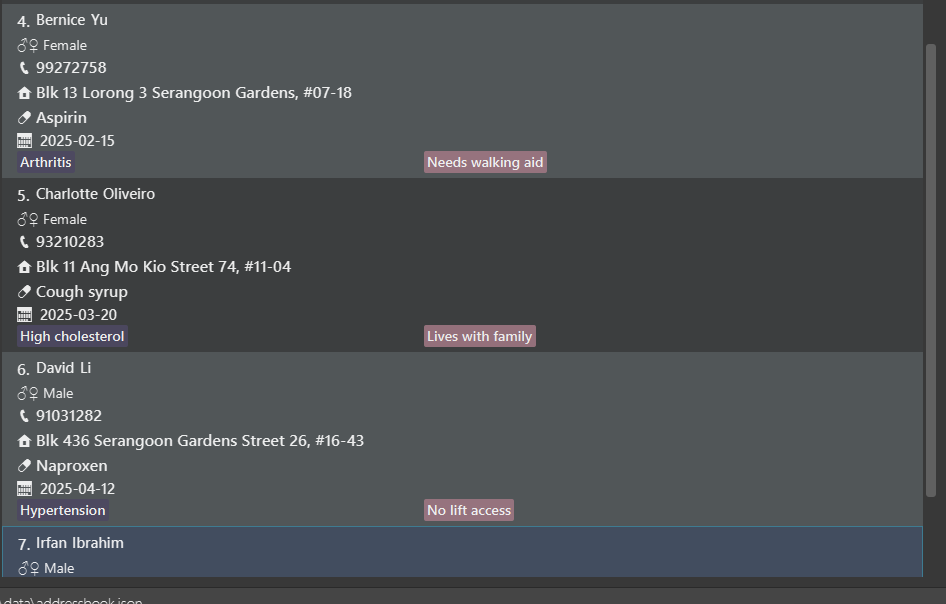 4. Bernice Yu
Female
99272758
Blk 13 Lorong 3 Serangoon Gardens, #07-18
Aspirin
2025-02-15
Arthritis Needs walking aid
5. Charlotte Oliveiro
Female
93210283
Blk 11 Ang Mo Kio Street 74, #11-04
Cough syrup
2025-03-20
High cholesterol Lives with family
6. David Li
Male
91031282
Blk 436 Serangoon Gardens Street 26, #16-43
Naproxen
2025-04-12
Hypertension No lift access
7. Irfan Ibrahim
Male
\data\addressbook.json